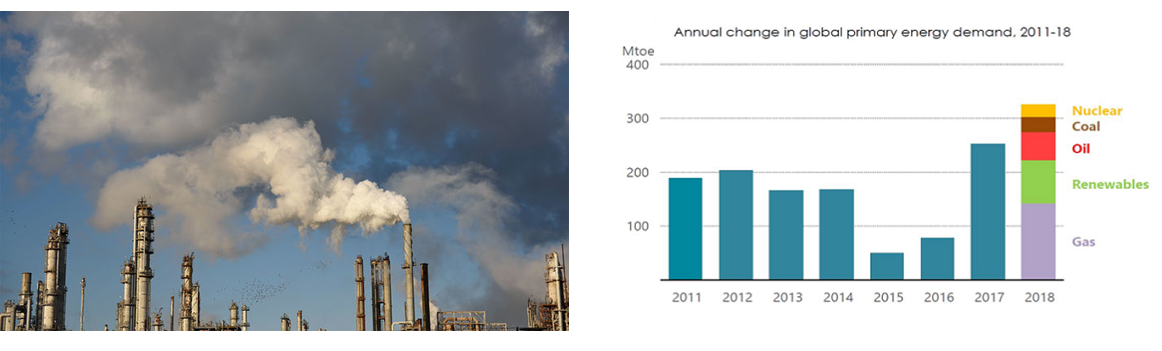 Annual change in global primary energy demand, 2011-18
Mtoe
400
300
200
100
Nuclear
Coal
Oil
Renewables
Gas
2011 2012 2013 2014 2015 2016 2017 2018